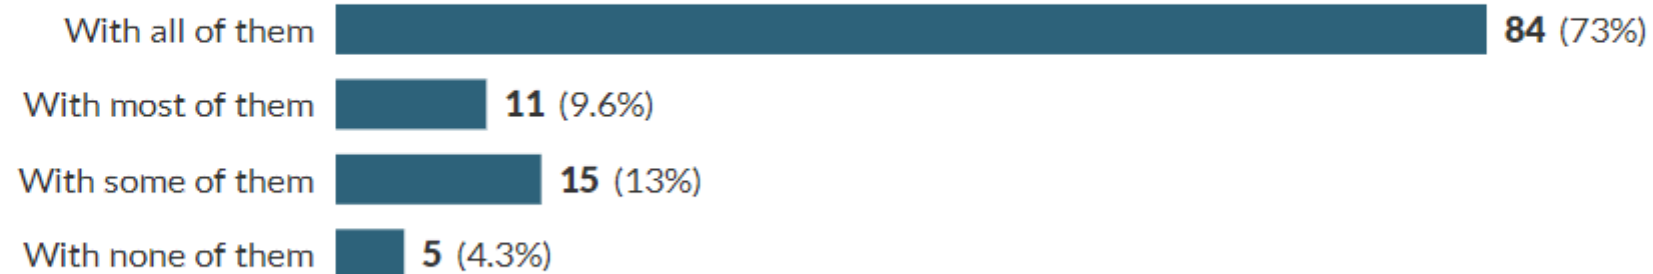 With all of them 84 (73%)
With most of them 11 (9.6%)
With some of them 15 (13%)
With none of them 5 (4.3%)